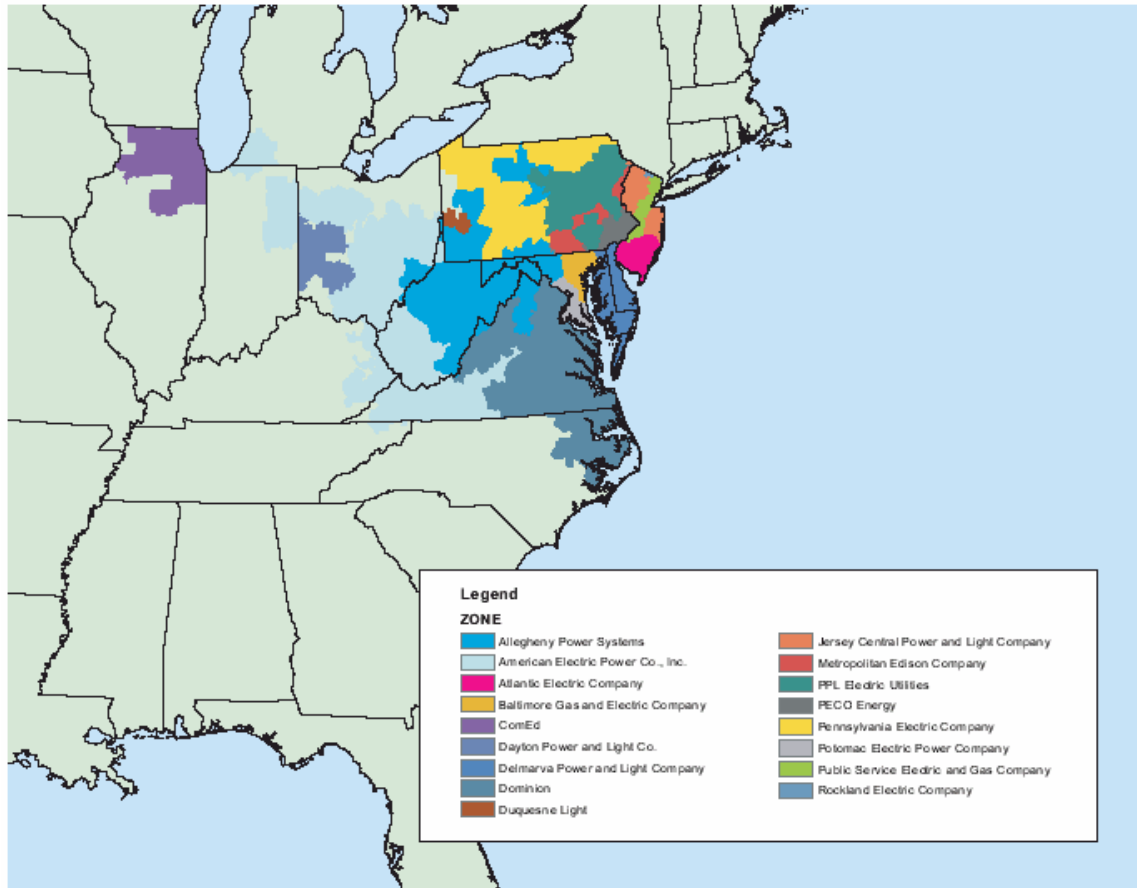 Legend
ZONE
Allegheny Power Systems
American Electric Power Co., Inc.
Atlantic Electric Company
Baltimore Gas and Electric Company
ComEd
Dayton Power and Light Co.
Delmarva Power and Light Company
Dominion
Duquesne Light
Jersey Central Power and Light Company
Metropolitan Edison Company
PPL Electric Utilities
PECO Energy
Pennsylvania Electric Company
Potomac Electric Power Company
Public Service Electric and Gas Company
Rockland Electric Company